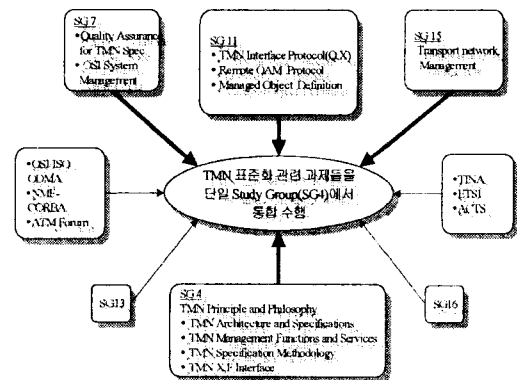 SG 7
•Quality Assurance
for TMN Spec
• OSI System
Management
SG 11
• TMN Interface Protocol(Q,X)
• Remote OAM Protocol
• Managed Object Definition
SG 15
Transport network
Management
•OSI/ISO
ODMA
•NMF-
CORBA
•ATM Forum
TMN 표준화 관련 과제들을
단일 Study Group(SG4)에서
통합 수행
• TINA
• ETSI
• ACTS
SG13
SG 4
TMN Principle and Philosophy
• TMN Architecture and Specifications
• TMN Management Functions and Services
• TMN Specification Methodology
• TMN X,F Interface
SG16